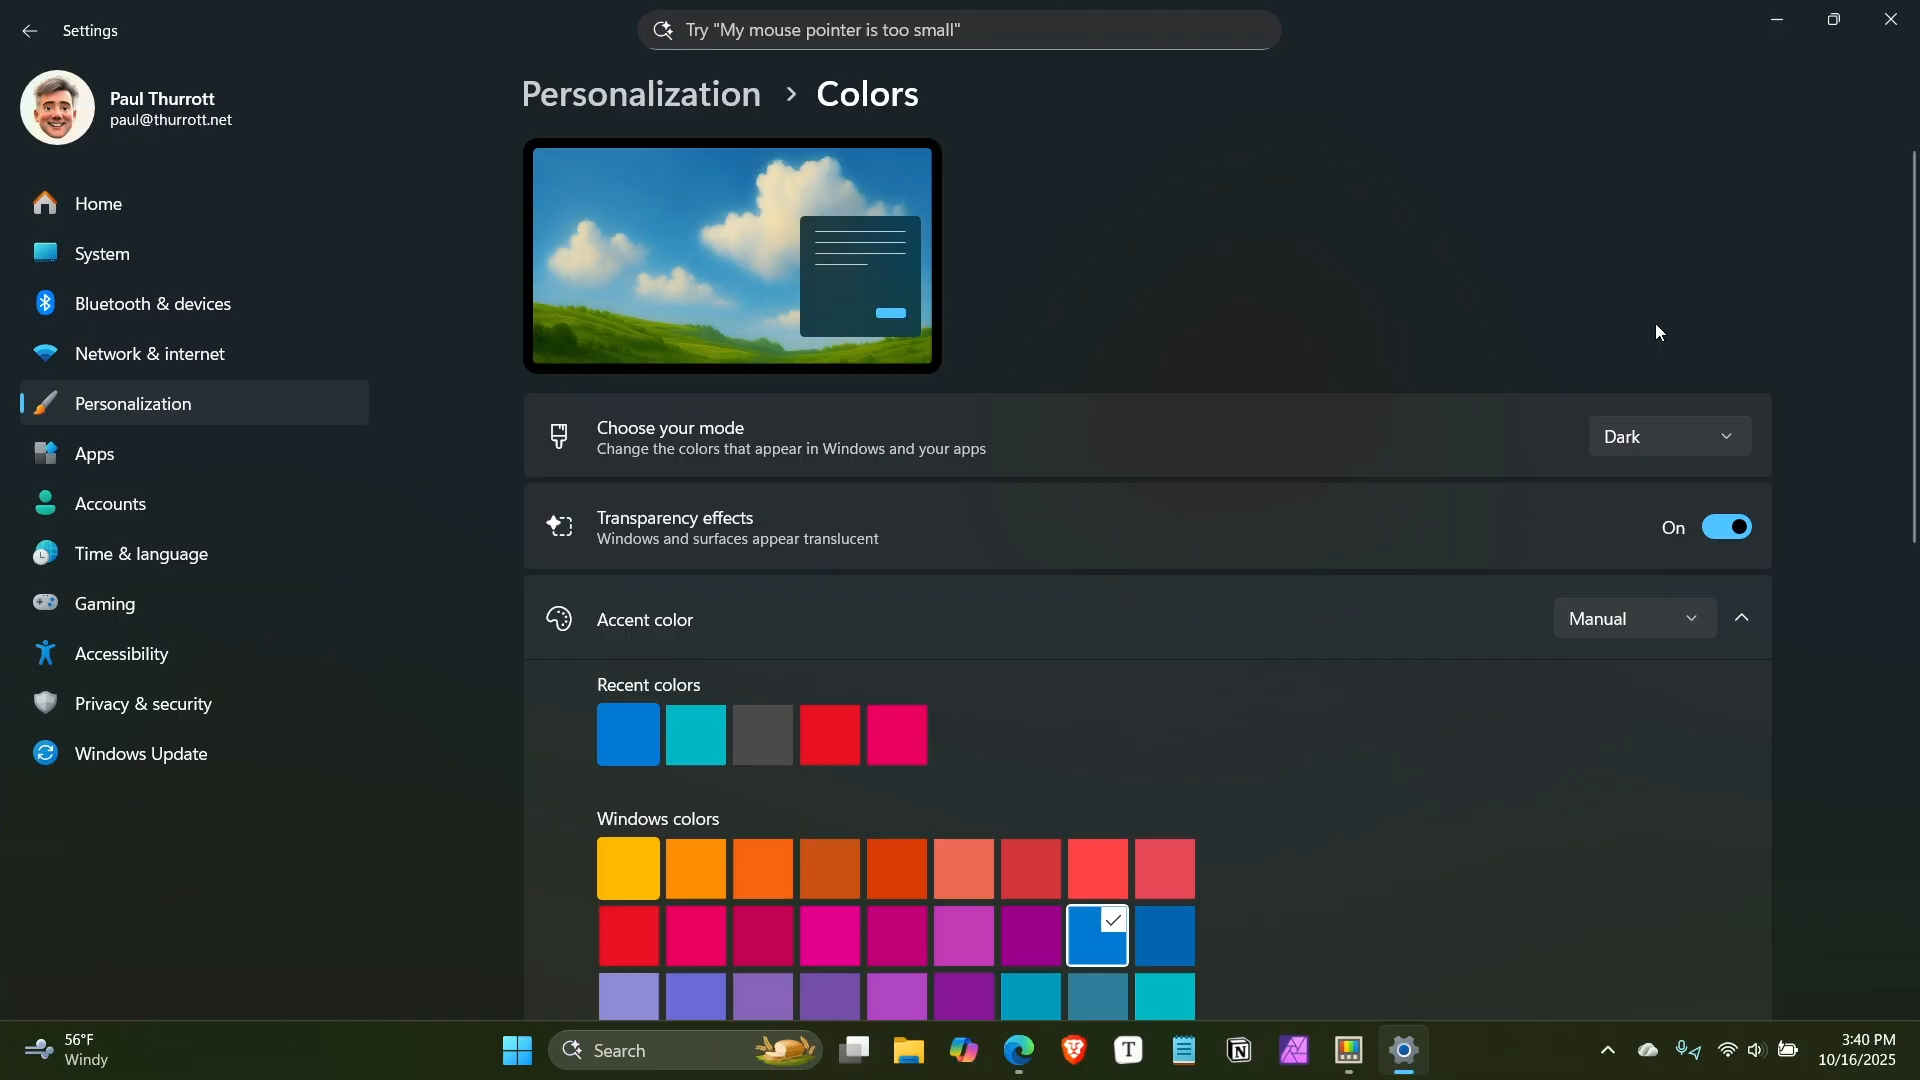 Settings
Try "My mouse pointer is too small"
Paul Thurrott
paul@thurrott.net
Home
System
Bluetooth & devices
Network & internet
Personalization
Apps
Accounts
Time & language
Gaming
Accessibility
Privacy & security
Windows Update
Personalization > Colors
Choose your mode
Change the colors that appear in Windows and your apps
Dark
Transparency effects
Windows and surfaces appear translucent
On
Accent color
Manual
Recent colors
Windows colors
56°F
Windy
Search
T
N
3:40 PM
10/16/2025